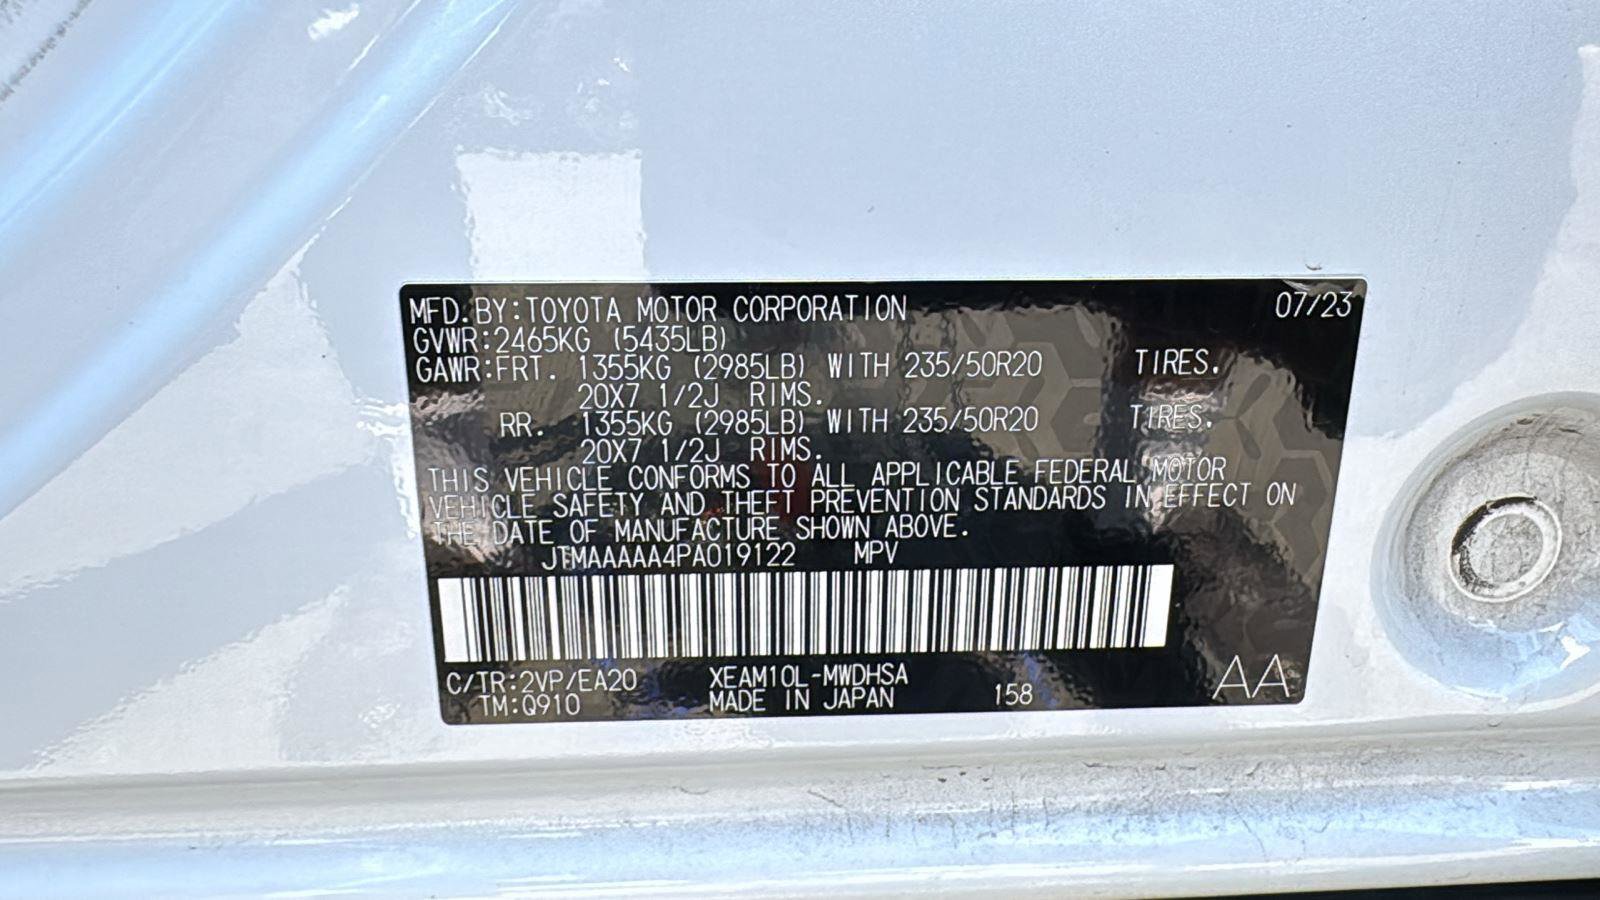 MFD. BY: TOYOTA MOTOR CORPORATION 07/23
GVWR: 2465KG (5435LB)
GAWR: FRT. 1355KG (2985LB) WITH 235/50R20 TIRES.
20X7 1/2J RIMS.
RR. 1355KG (2985LB) WITH 235/50R20 TIRES.
20X7 1/2J RIMS.
THIS VEHICLE CONFORMS TO ALL APPLICABLE FEDERAL MOTOR
VEHICLE SAFETY AND THEFT PREVENTION STANDARDS IN EFFECT ON
THE DATE OF MANUFACTURE SHOWN ABOVE.
JTMAAAAA4PA019122 MPV
C/TR: 2VP/EA20 XEAM10L-MWDHSA
TM: Q910 MADE IN JAPAN 158 AA